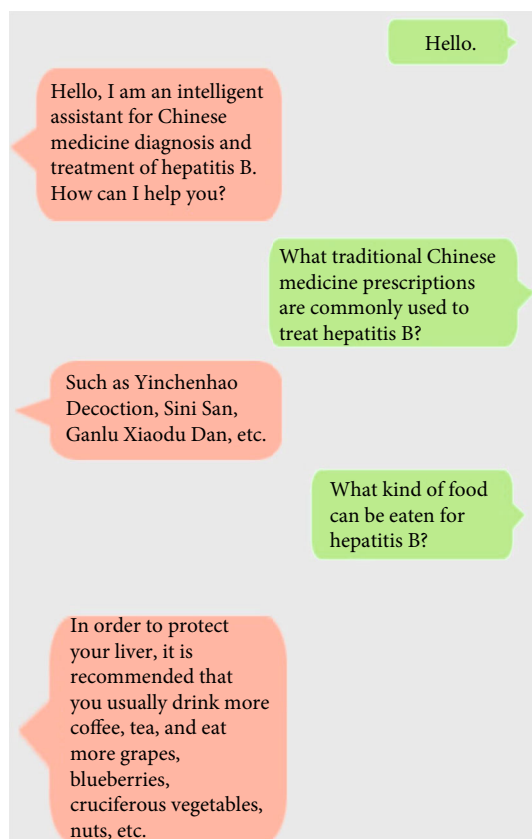 Hello.
Hello, I am an intelligent
assistant for Chinese
medicine diagnosis and
treatment of hepatitis B.
How can I help you?
What traditional Chinese
medicine prescriptions
are commonly used to
treat hepatitis B?
Such as Yinchenhao
Decoction, Sini San,
Ganlu Xiaodu Dan, etc.
What kind of food
can be eaten for
hepatitis B?
In order to protect
your liver, it is
recommended that
you usually drink more
coffee, tea, and eat
more grapes,
blueberries,
cruciferous vegetables,
nuts, etc.